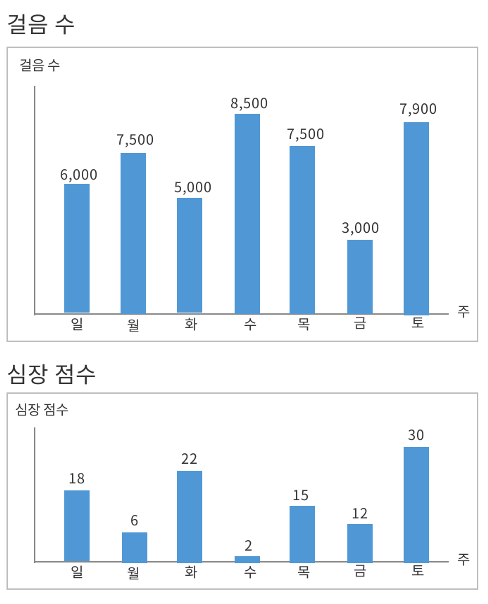 걸음 수
걸음 수
8,500
7,900
7,500
7,500
6,000
5,000
3,000
주
일 월 화 수 목 금 토
심장 점수
심장 점수
30
22
18
15
12
6
2
주
일 월 화 수 목 금 토